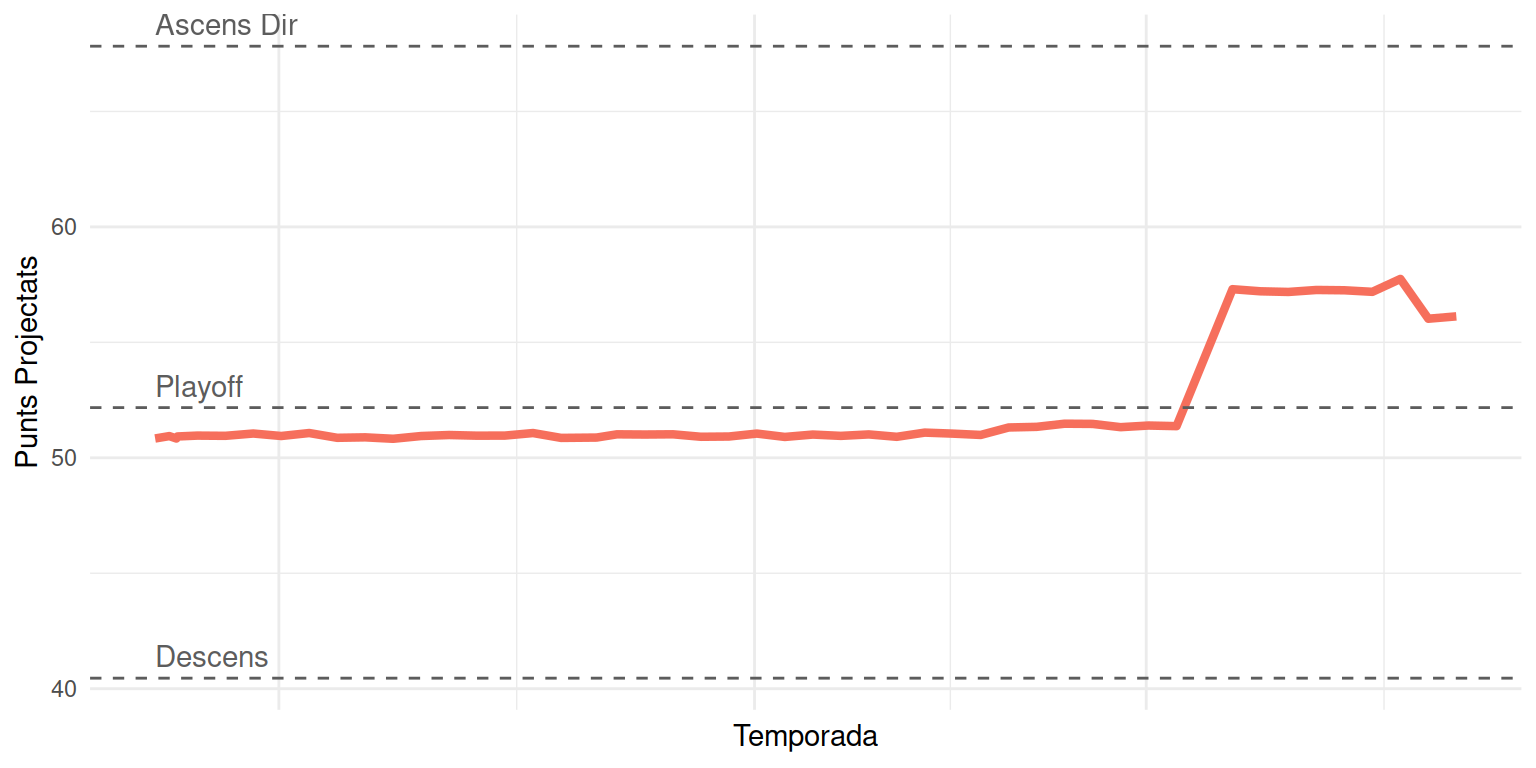 Ascens Dir
60
Punts Projectats
Playoff
50
Descens
40
Temporada